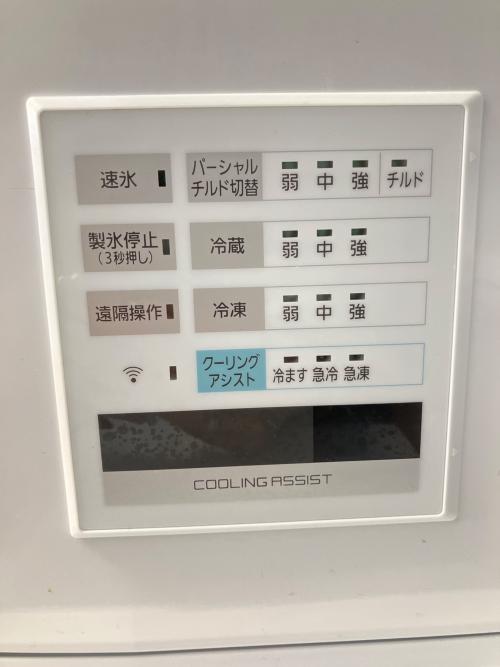 速氷
パーシャル
チルド切替
弱 中 強 チルド
製氷停止
(3秒押し)
冷蔵
弱 中 強
遠隔操作
冷凍
弱 中 強
クーリング
アシスト
冷ます 急冷 急凍
COOLING ASSIST